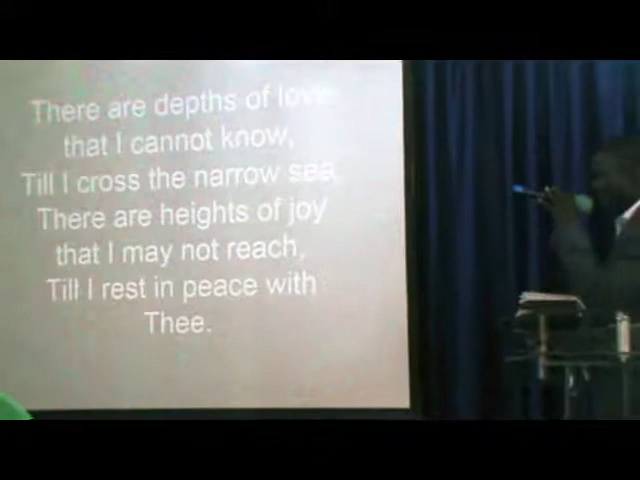 There are depths of love
that I cannot know,
Till I cross the narrow sea
There are heights of joy
that I may not reach,
Till I rest in peace with
Thee.